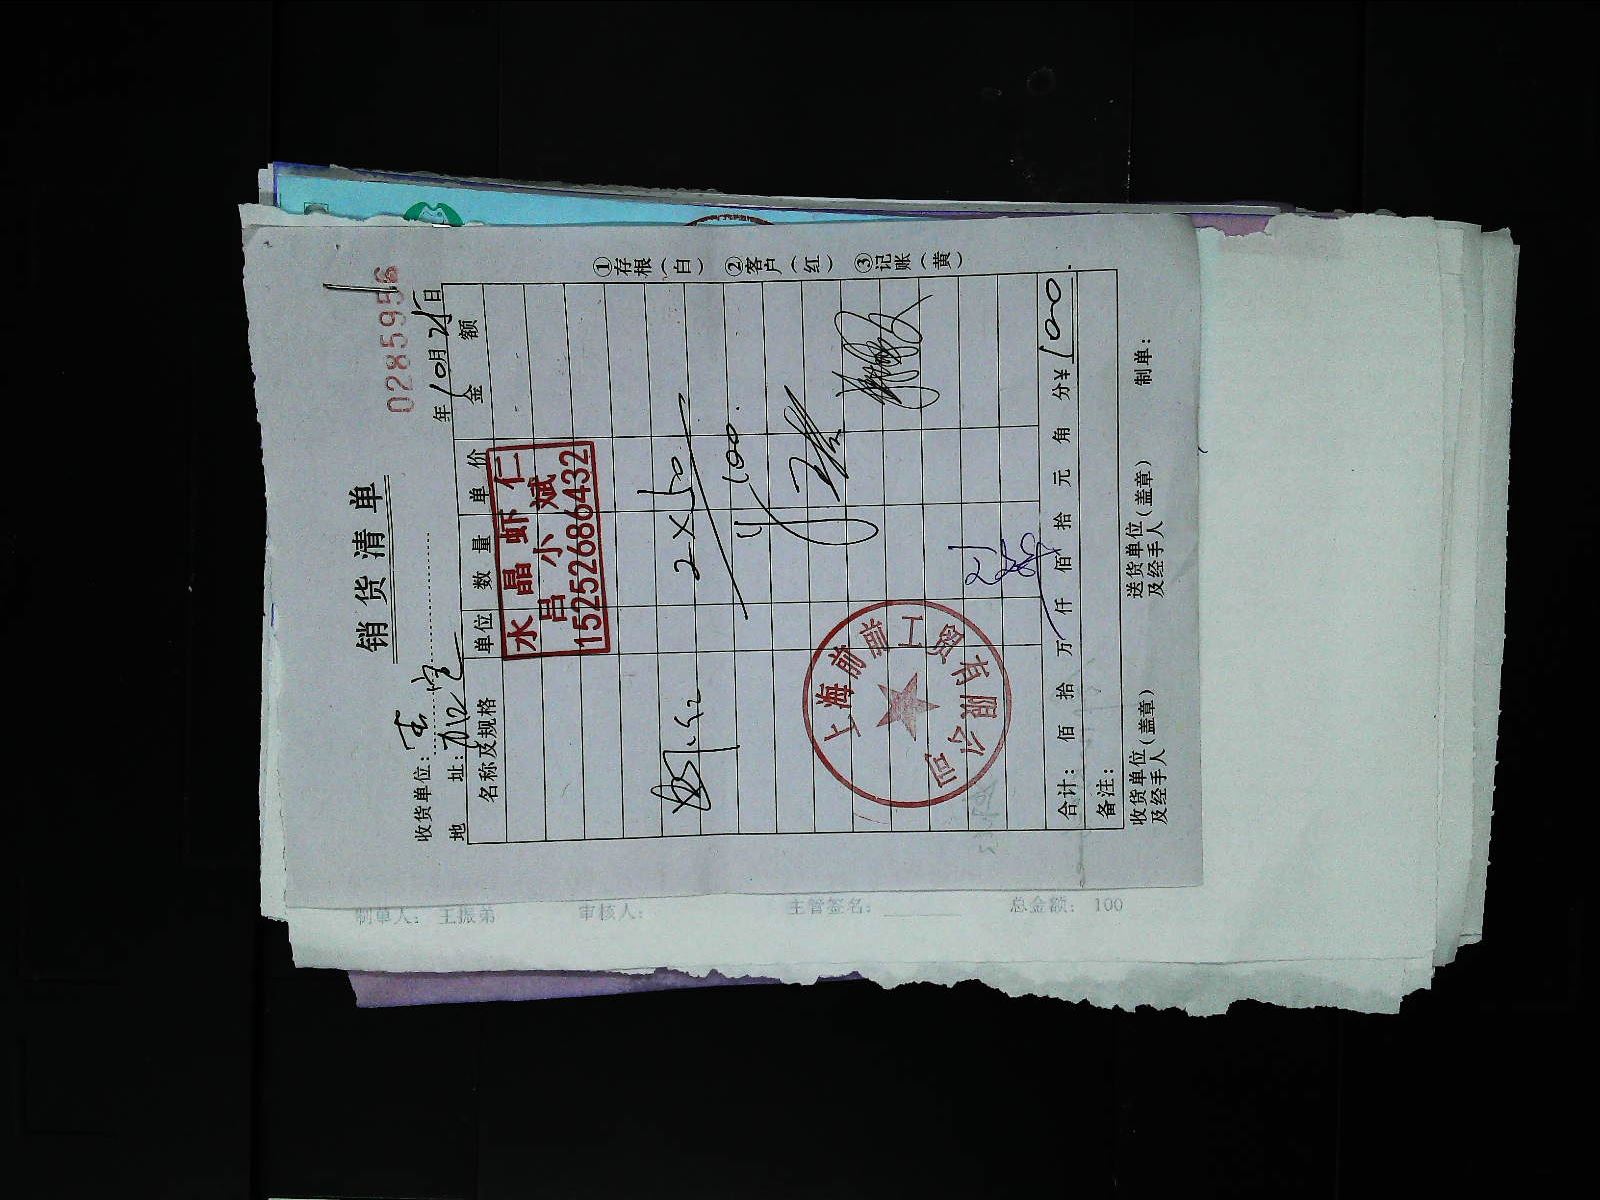 销货清单
0285956
收货单位:
年10月25日
地 址:
名称及规格 单位 数量 单价 金额
水晶虾仁
吕小斌
15252686432
2×50
100.
上海前前工贸有限公司
合计: 佰 拾 万 仟 佰 拾 元 角 分¥100
备注:
收货单位及经手人(盖章) 送货单位及经手人(盖章) 制单:
①存根(白) ②客户(红) ③记账(黄)
制单人: 王振弟 审核人: 主管签名: 总金额: 100